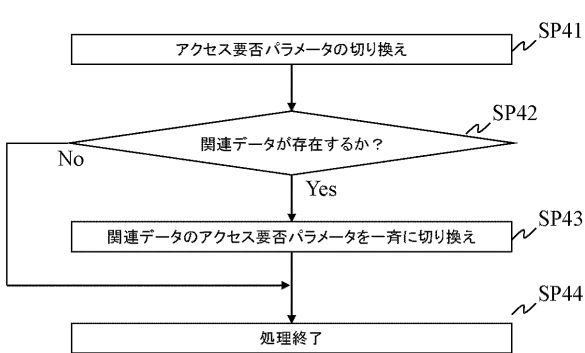 アクセス要否パラメータの切り換え
SP41
SP42
関連データが存在するか？
No
Yes
SP43
関連データのアクセス要否パラメータを一斉に切り換え
SP44
処理終了